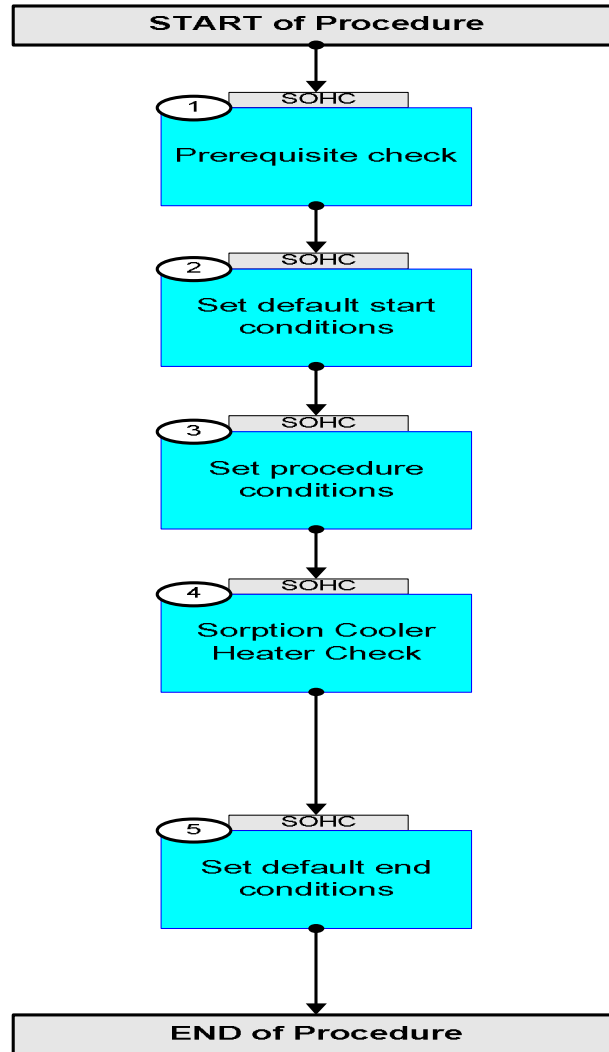 START of Procedure
SOHC
1
Prerequisite check
SOHC
2
Set default start
conditions
SOHC
3
Set procedure
conditions
SOHC
4
Sorption Cooler
Heater Check
SOHC
5
Set default end
conditions
END of Procedure